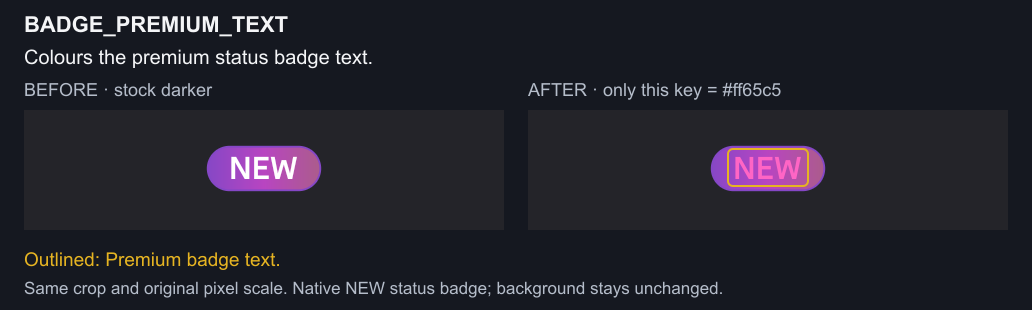 BADGE_PREMIUM_TEXT
Colours the premium status badge text.
BEFORE · stock darker
AFTER · only this key = #ff65c5
NEW
NEW
Outlined: Premium badge text.
Same crop and original pixel scale. Native NEW status badge; background stays unchanged.